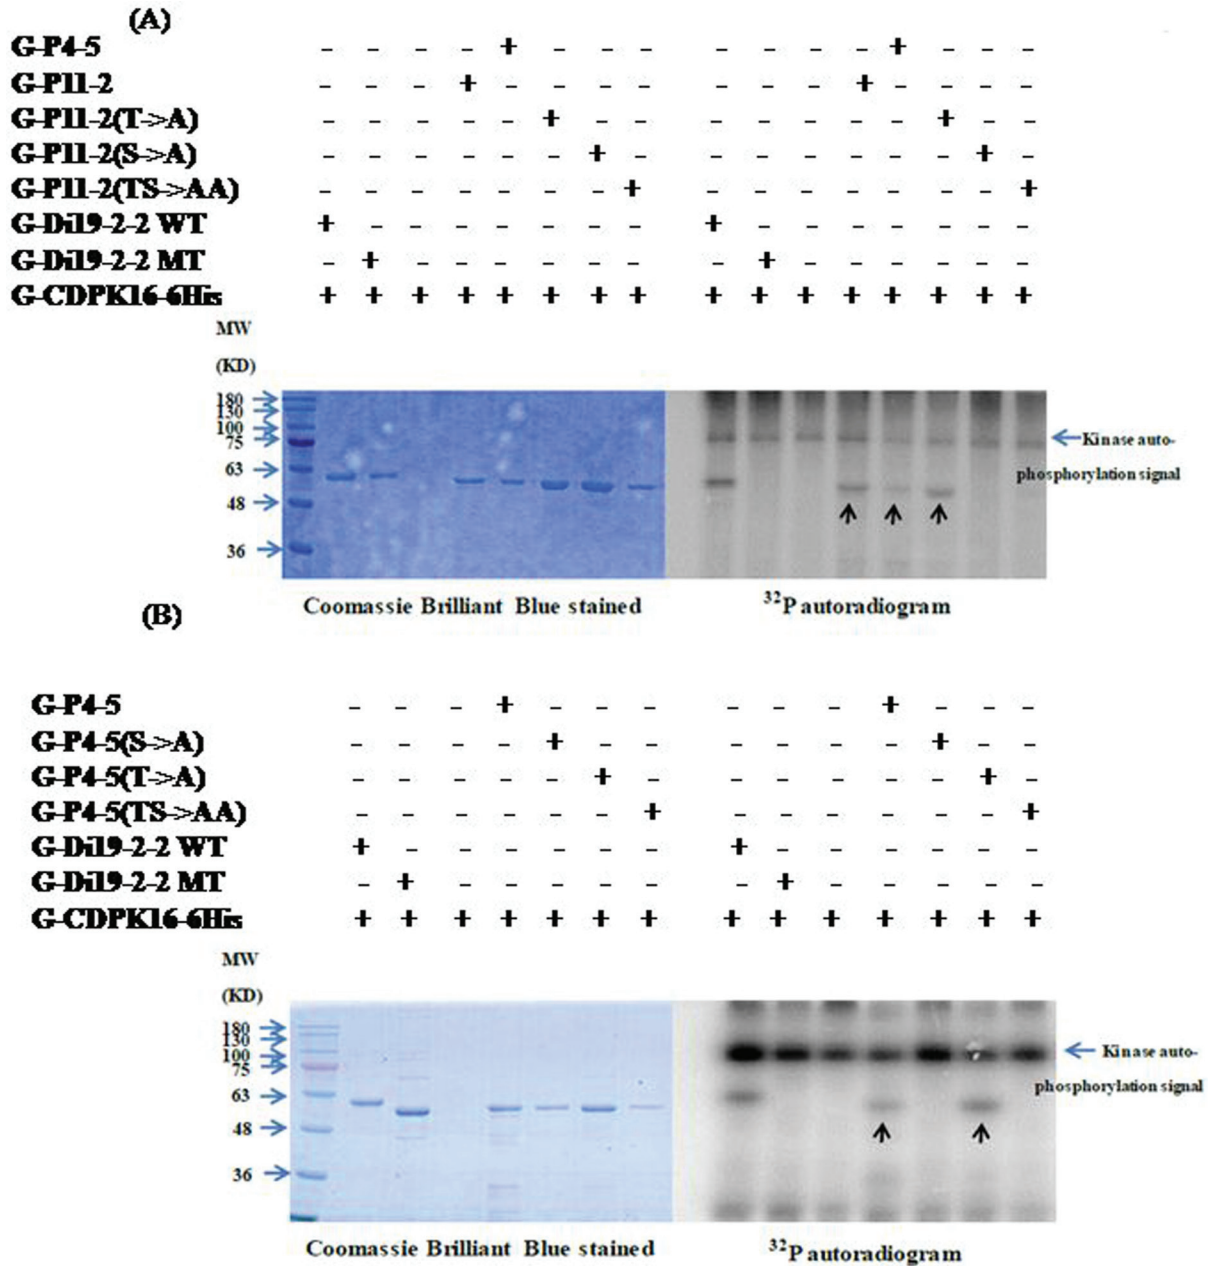 (A)
G-P4-5 - - - - + - - - - - - - + - - -
G-P11-2 - - - + - - - - - - - + - - - -
G-P11-2(T->A) - - - - - + - - - - - - - + - -
G-P11-2(S->A) - - - - - - + - - - - - - - + -
G-P11-2(TS->AA) - - - - - - - + - - - - - - - +
G-Di19-2-2 WT + - - - - - - - + - - - - - - -
G-Di19-2-2 MT - + - - - - - - - + - - - - - -
G-CDPK16-6His + + + + + + + + + + + + + + + +
MW
(KD)
180
130
100
75
63
48
36
Kinase auto-
phosphorylation signal
Coomassie Brilliant Blue stained
32P autoradiogram
(B)
G-P4-5 - - - + - - - - - - + - - -
G-P4-5(S->A) - - - - + - - - - - - + - -
G-P4-5(T->A) - - - - - + - - - - - - + -
G-P4-5(TS->AA) - - - - - - + - - - - - - +
G-Di19-2-2 WT + - - - - - - + - - - - - -
G-Di19-2-2 MT - + - - - - - - + - - - - -
G-CDPK16-6His + + + + + + + + + + + + + +
MW
(KD)
180
130
100
75
63
48
36
Kinase auto-
phosphorylation signal
Coomassie Brilliant Blue stained
32P autoradiogram